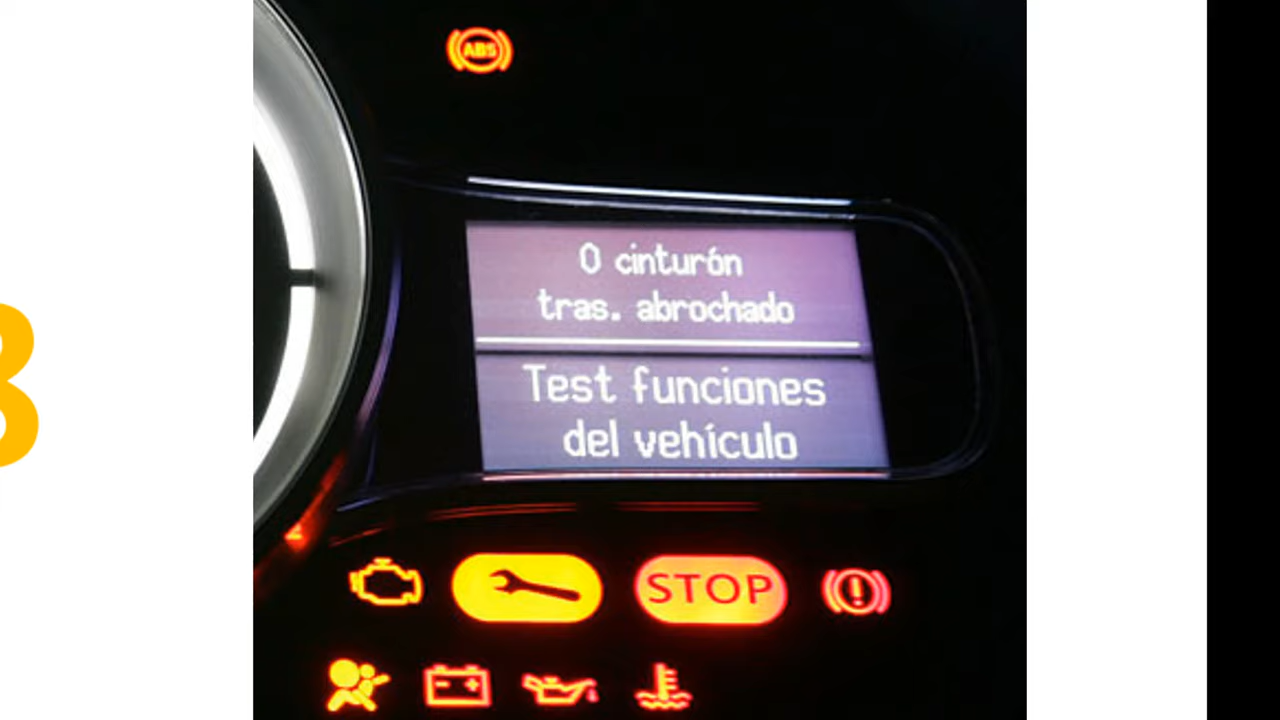 ABS
0 cinturón
tras. abrochado
Test funciones
del vehículo
STOP